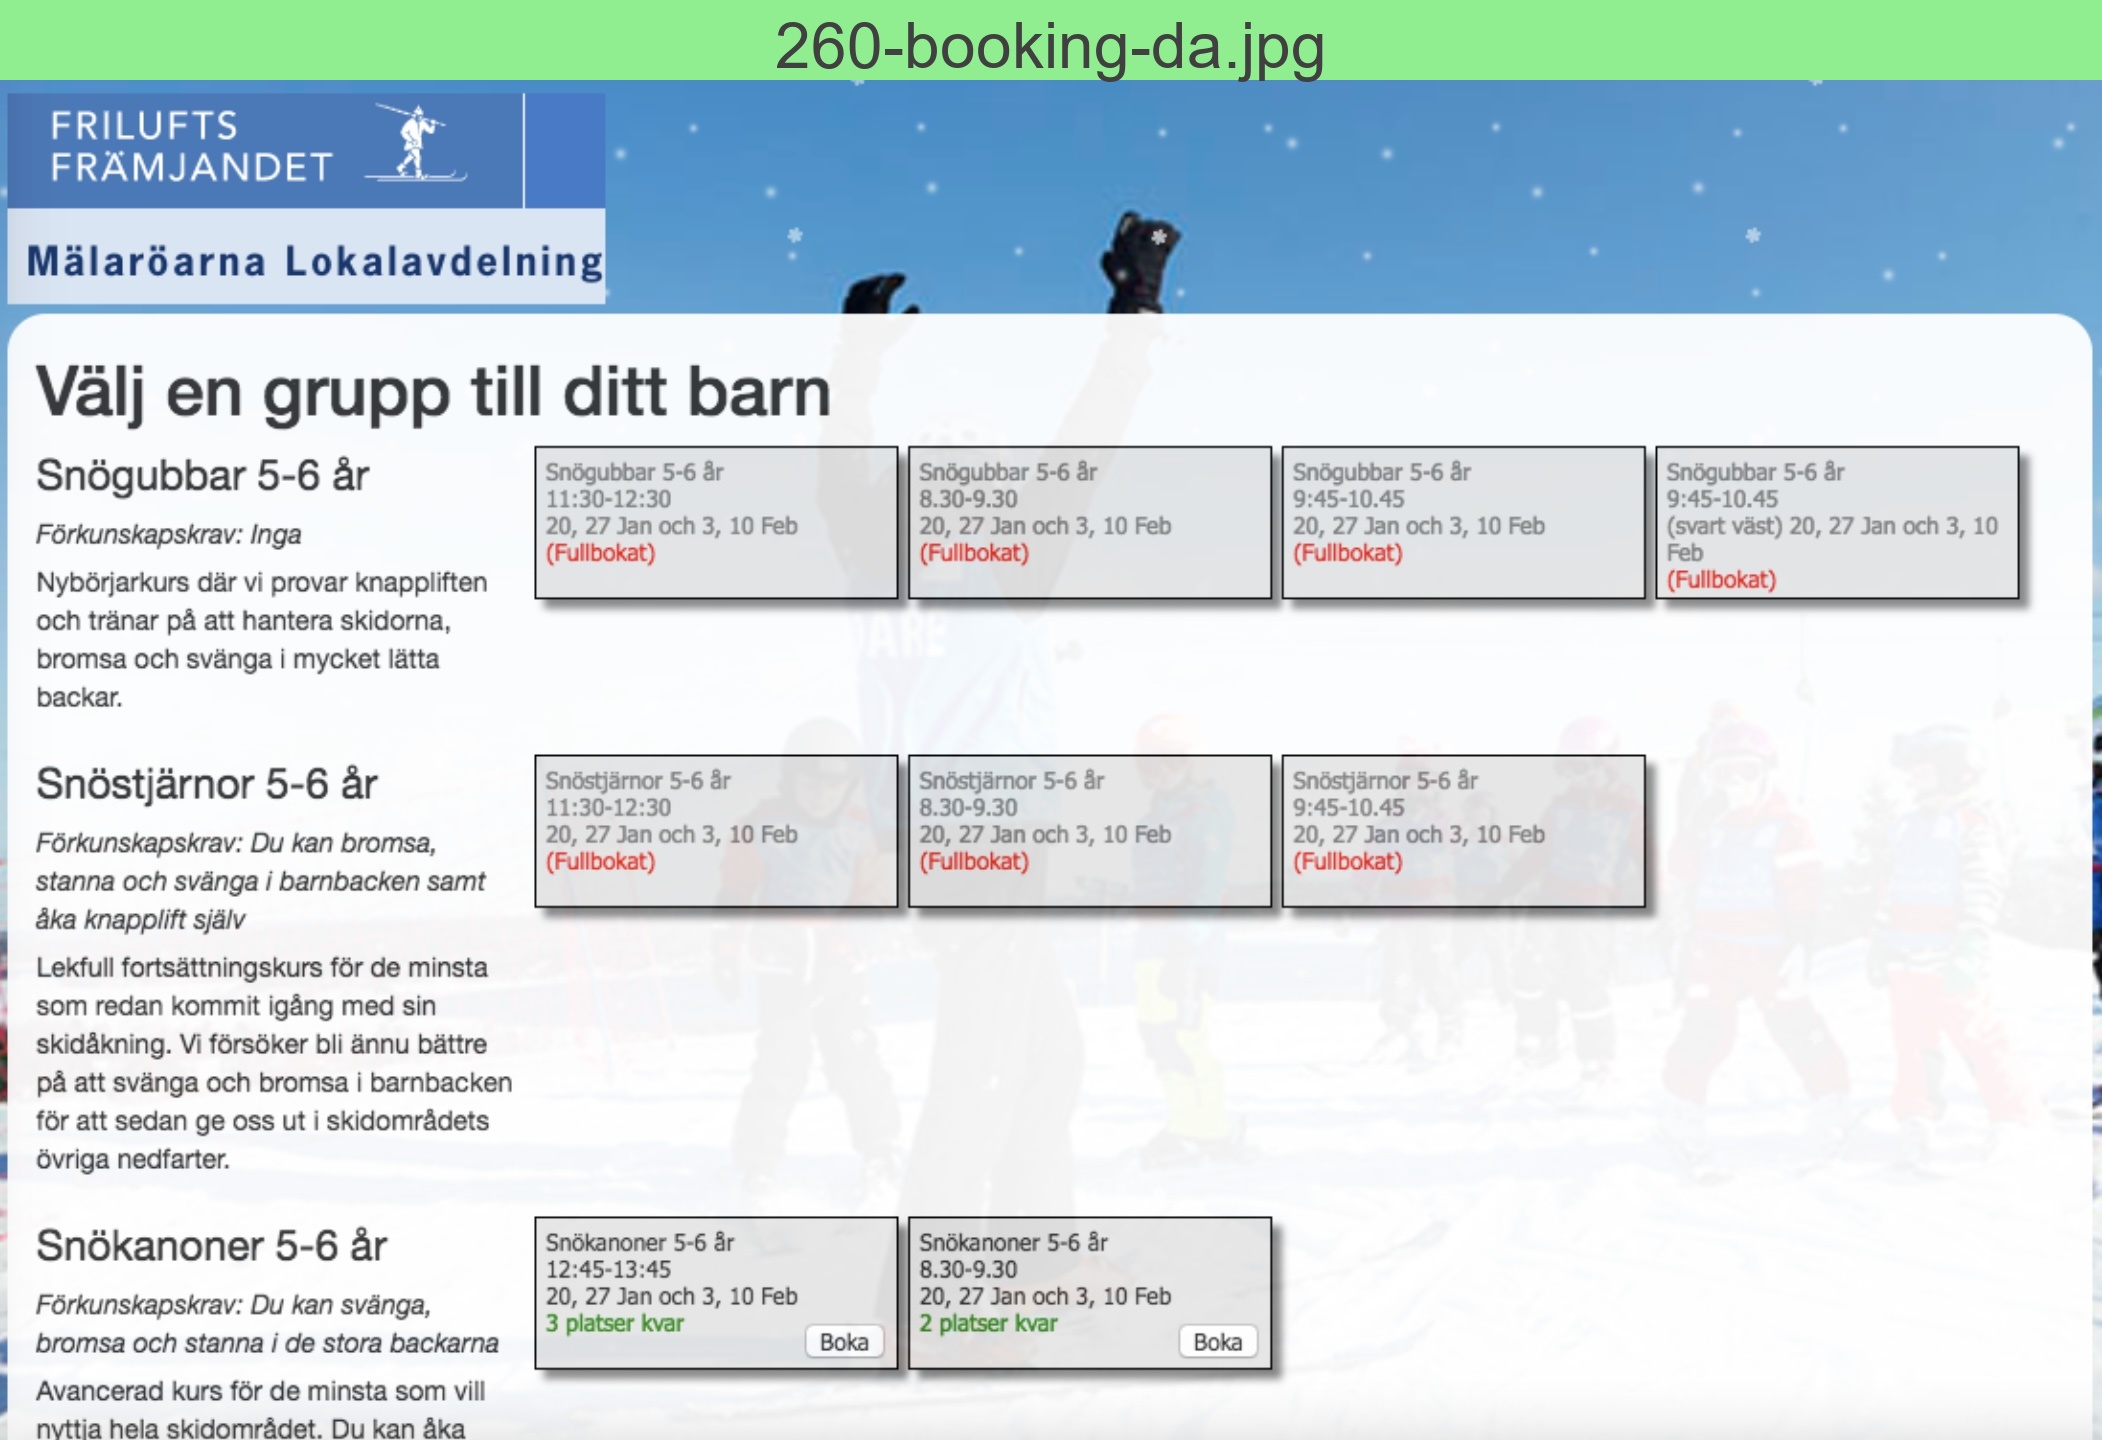 260-booking-da.jpg
FRILUFTS
FRÄMJANDET
Mälaröarna Lokalavdelning
Välj en grupp till ditt barn
Snögubbar 5-6 år
Förkunskapskrav: Inga
Nybörjarkurs där vi provar knappliften
och tränar på att hantera skidorna,
bromsa och svänga i mycket lätta
backar.
Snögubbar 5-6 år
11:30-12:30
20, 27 Jan och 3, 10 Feb
(Fullbokat)
Snögubbar 5-6 år
8.30-9.30
20, 27 Jan och 3, 10 Feb
(Fullbokat)
Snögubbar 5-6 år
9:45-10.45
20, 27 Jan och 3, 10 Feb
(Fullbokat)
Snögubbar 5-6 år
9:45-10.45
(svart väst) 20, 27 Jan och 3, 10
Feb
(Fullbokat)
Snöstjärnor 5-6 år
Förkunskapskrav: Du kan bromsa,
stanna och svänga i barnbacken samt
åka knapplift själv
Lekfull fortsättningskurs för de minsta
som redan kommit igång med sin
skidåkning. Vi försöker bli ännu bättre
på att svänga och bromsa i barnbacken
för att sedan ge oss ut i skidområdets
övriga nedfarter.
Snöstjärnor 5-6 år
11:30-12:30
20, 27 Jan och 3, 10 Feb
(Fullbokat)
Snöstjärnor 5-6 år
8.30-9.30
20, 27 Jan och 3, 10 Feb
(Fullbokat)
Snöstjärnor 5-6 år
9:45-10.45
20, 27 Jan och 3, 10 Feb
(Fullbokat)
Snökanoner 5-6 år
Förkunskapskrav: Du kan svänga,
bromsa och stanna i de stora backarna
Avancerad kurs för de minsta som vill
nyttja hela skidområdet. Du kan åka
Snökanoner 5-6 år
12:45-13:45
20, 27 Jan och 3, 10 Feb
3 platser kvar
Boka
Snökanoner 5-6 år
8.30-9.30
20, 27 Jan och 3, 10 Feb
2 platser kvar
Boka